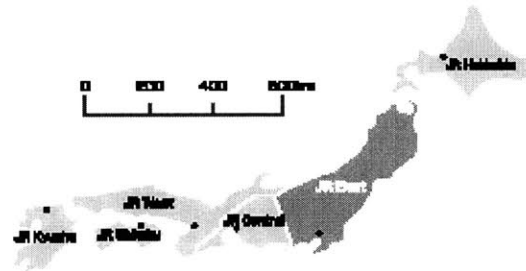 JR Hokkaido
0 200 400 600km
JR East
JR West
JR Central
JR Shikoku
JR Kyushu